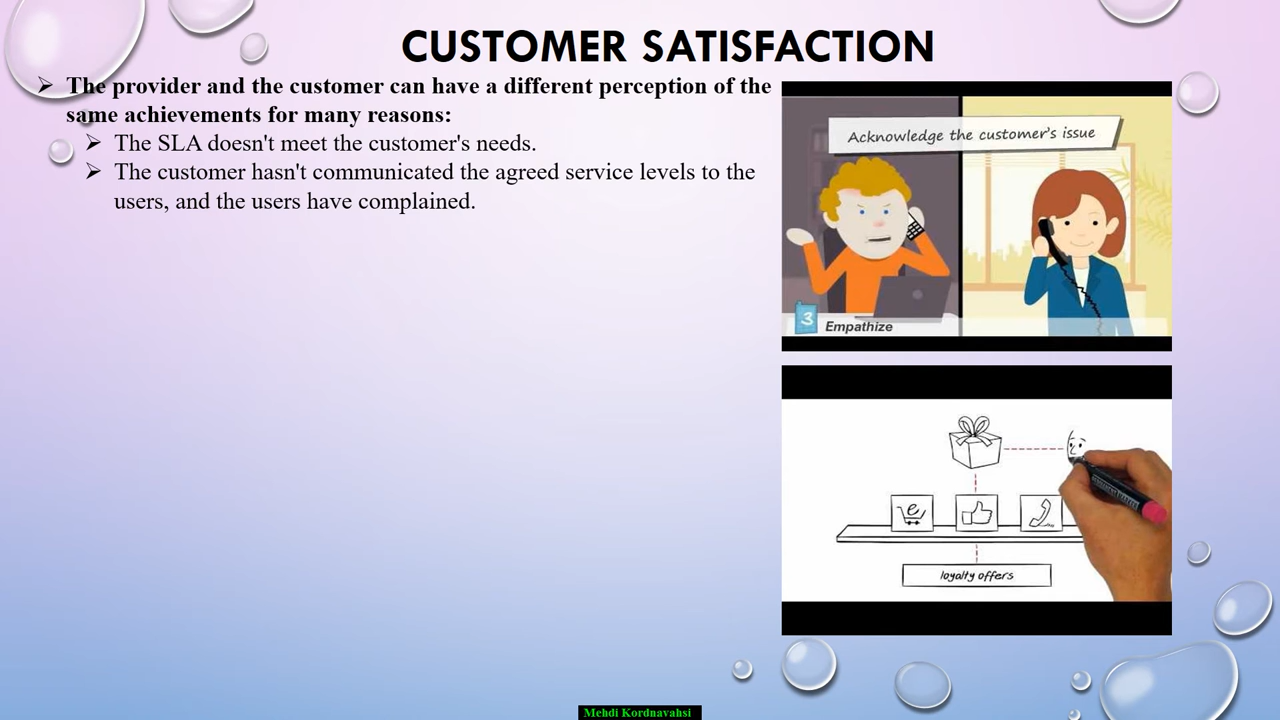 CUSTOMER SATISFACTION
The provider and the customer can have a different perception of the
same achievements for many reasons:
The SLA doesn't meet the customer's needs.
The customer hasn't communicated the agreed service levels to the
users, and the users have complained.
Acknowledge the customer's issue
3
Empathize
e
loyalty offers
Mehdi Kordnavahsi